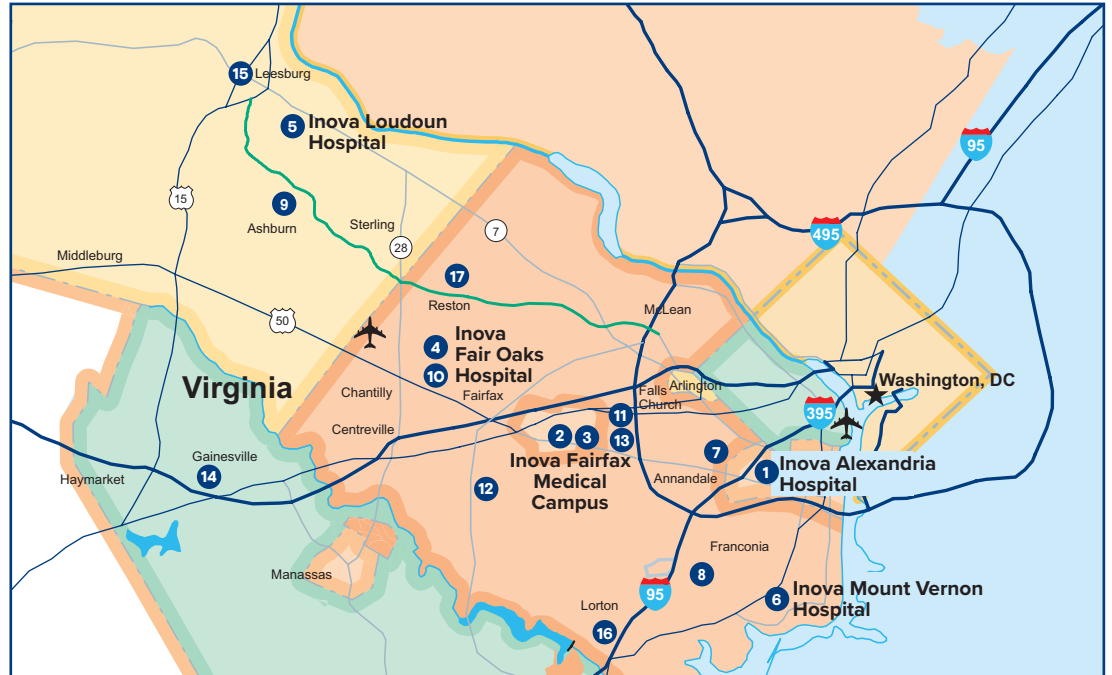 15
Leesburg
5
Inova Loudoun
Hospital
95
15
9
Ashburn
Sterling
7
28
495
Middleburg
17
Reston
McLean
50
4
10
Inova
Fair Oaks
Hospital
Virginia
Chantilly
Fairfax
Falls
Church
Arlington
Washington, DC
395
Centreville
11
2
3
13
7
Inova Fairfax
Medical
Campus
Gainesville
14
Haymarket
12
Annandale
1
Inova Alexandria
Hospital
Franconia
Manassas
8
95
6
Inova Mount Vernon
Hospital
Lorton
16